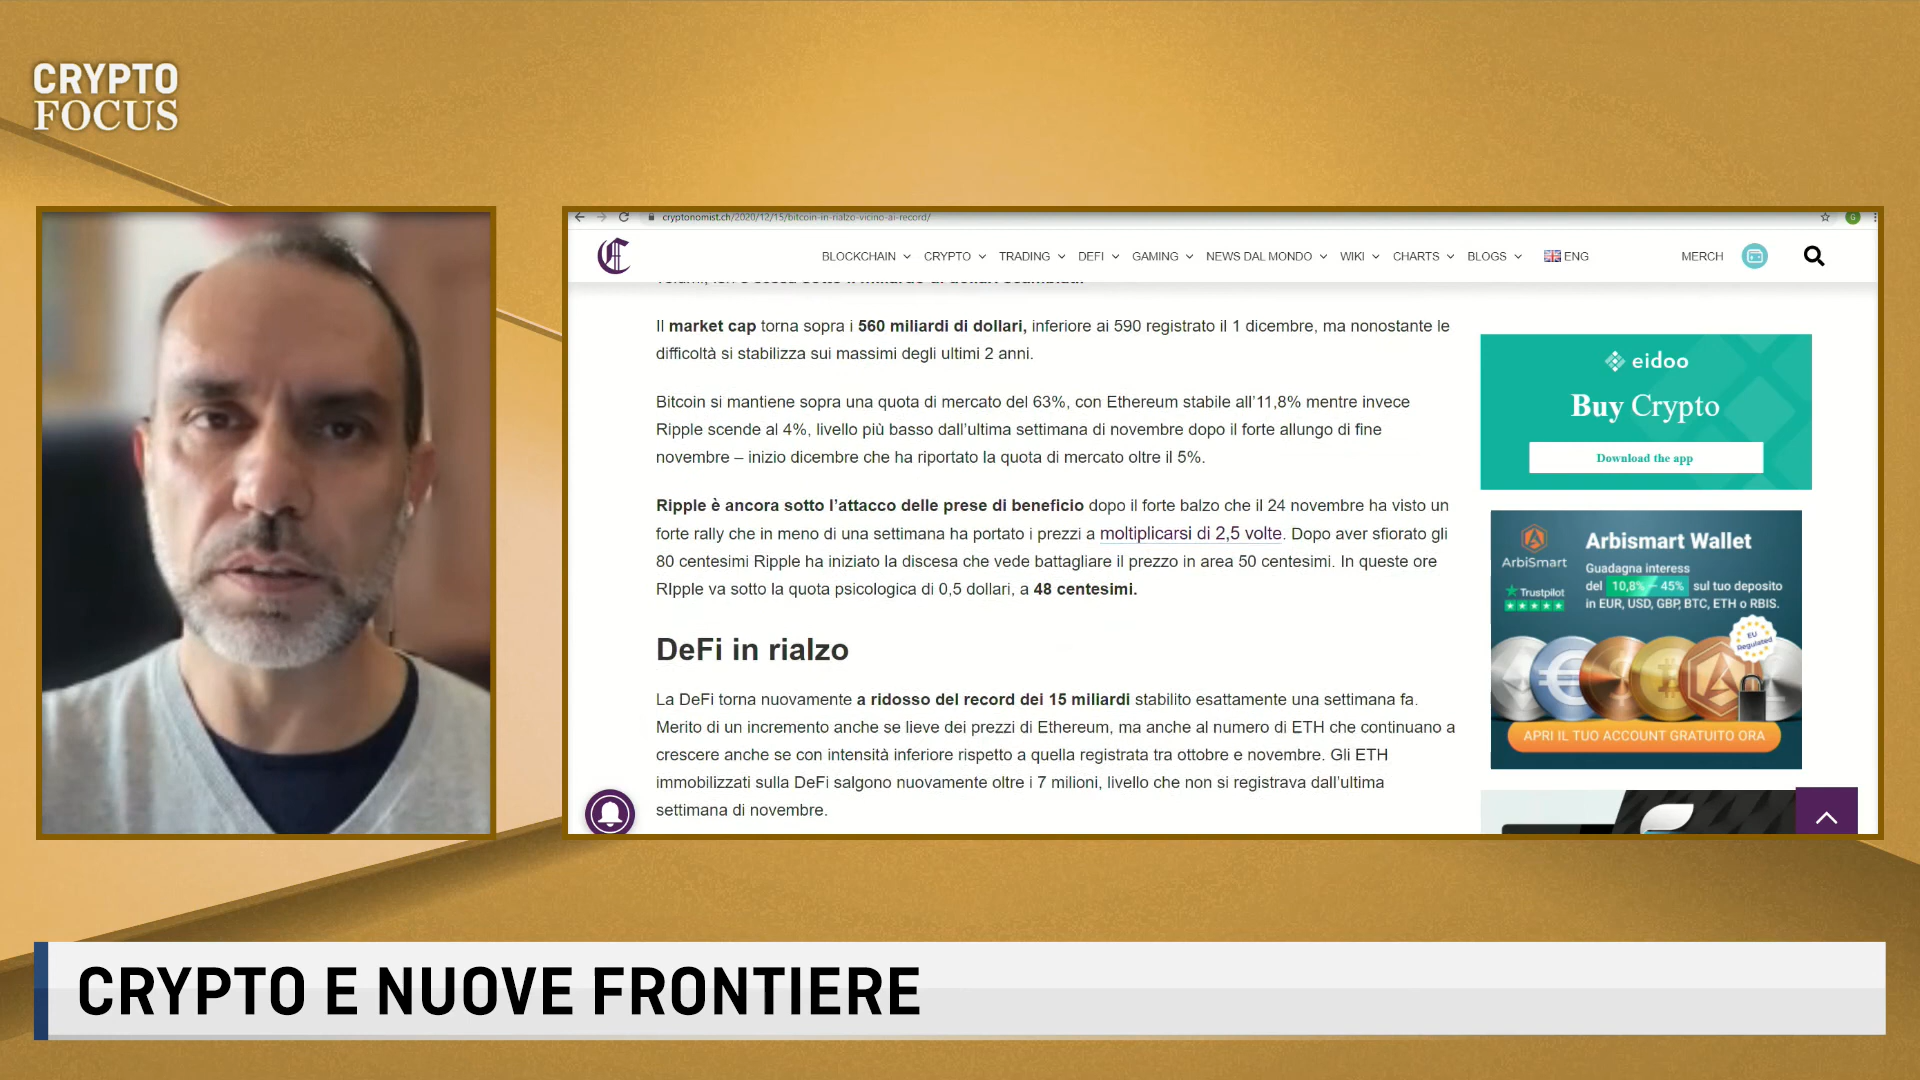 CRYPTO
FOCUS
cryptonomist.ch/2020/12/15/bitcoin-in-rialzo-vicino-ai-record/
G
BLOCKCHAIN CRYPTO TRADING DEFI GAMING NEWS DAL MONDO WIKI CHARTS BLOGS ENG MERCH
Il market cap torna sopra i 560 miliardi di dollari, inferiore ai 590 registrato il 1 dicembre, ma nonostante le
difficoltà si stabilizza sui massimi degli ultimi 2 anni.
Bitcoin si mantiene sopra una quota di mercato del 63%, con Ethereum stabile all'11,8% mentre invece
Ripple scende al 4%, livello più basso dall'ultima settimana di novembre dopo il forte allungo di fine
novembre – inizio dicembre che ha riportato la quota di mercato oltre il 5%.
Ripple è ancora sotto l'attacco delle prese di beneficio dopo il forte balzo che il 24 novembre ha visto un
forte rally che in meno di una settimana ha portato i prezzi a moltiplicarsi di 2,5 volte. Dopo aver sfiorato gli
80 centesimi Ripple ha iniziato la discesa che vede battagliare il prezzo in area 50 centesimi. In queste ore
RIpple va sotto la quota psicologica di 0,5 dollari, a 48 centesimi.
DeFi in rialzo
La DeFi torna nuovamente a ridosso del record dei 15 miliardi stabilito esattamente una settimana fa.
Merito di un incremento anche se lieve dei prezzi di Ethereum, ma anche al numero di ETH che continuano a
crescere anche se con intensità inferiore rispetto a quella registrata tra ottobre e novembre. Gli ETH
immobilizzati sulla DeFi salgono nuovamente oltre i 7 milioni, livello che non si registrava dall'ultima
settimana di novembre.
eidoo
Buy Crypto
Download the app
ArbiSmart
Trustpilot
Arbismart Wallet
Guadagna interess
del 10,8% – 45% sul tuo deposito
in EUR, USD, GBP, BTC, ETH o RBIS.
EU
Regulated
APRI IL TUO ACCOUNT GRATUITO ORA
CRYPTO E NUOVE FRONTIERE